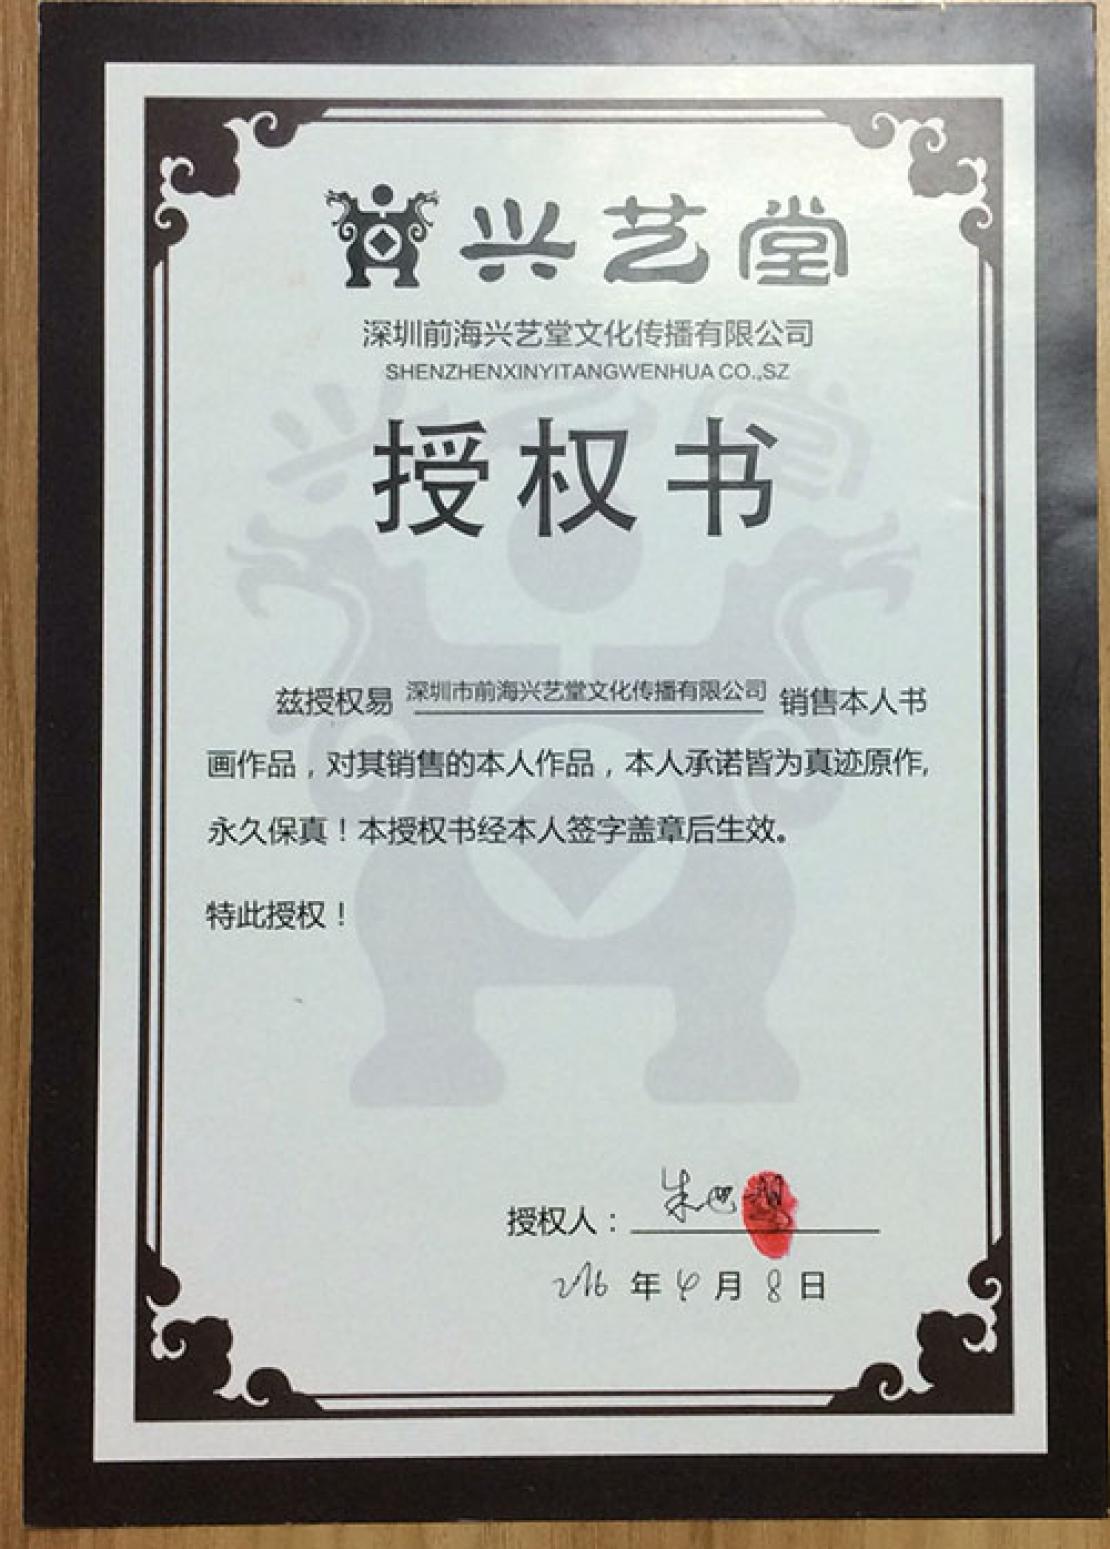 兴艺堂
深圳前海兴艺堂文化传播有限公司
SHENZHENXINYITANGWENHUA CO.,SZ
授权书
兹授权易 深圳市前海兴艺堂文化传播有限公司 销售本人书
画作品，对其销售的本人作品，本人承诺皆为真迹原作，
永久保真！本授权书经本人签字盖章后生效。
特此授权！
授权人：朱
2016 年 4 月 8 日